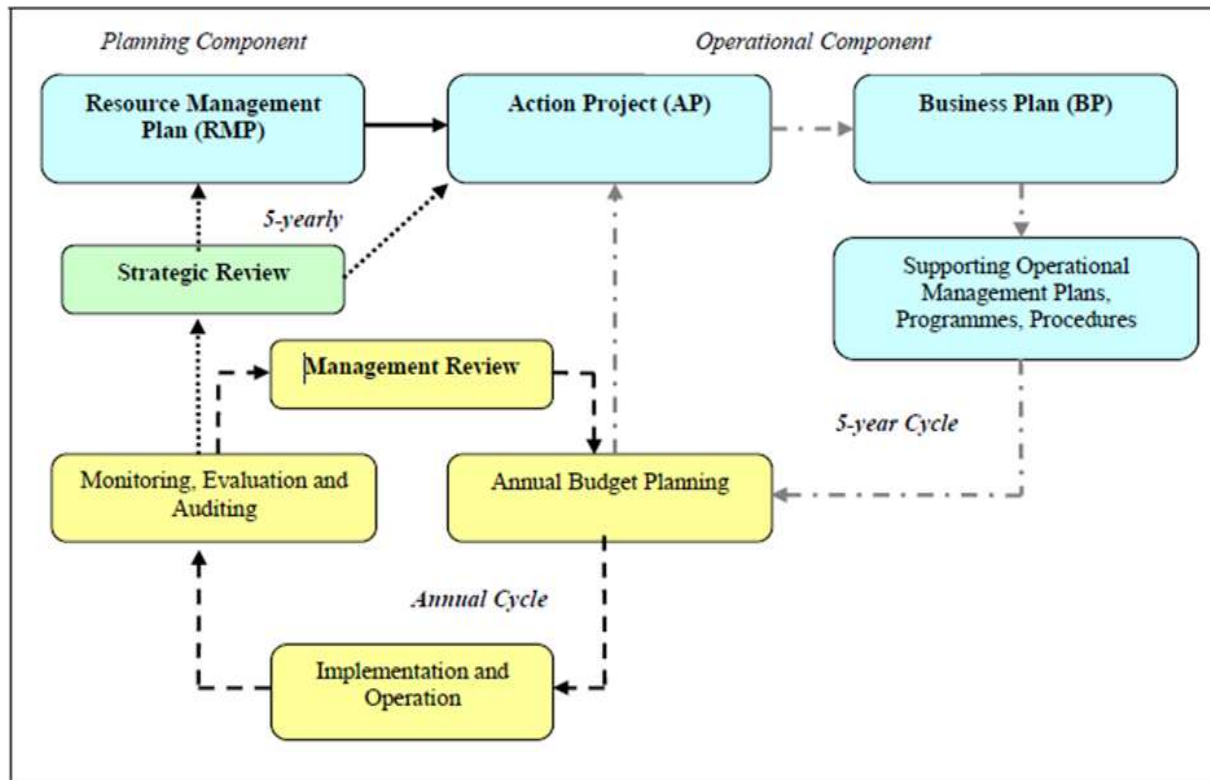 Planning Component
Operational Component
Resource Management
Plan (RMP)
Action Project (AP)
Business Plan (BP)
5-yearly
Strategic Review
Supporting Operational
Management Plans,
Programmes, Procedures
Management Review
5-year Cycle
Monitoring, Evaluation and
Auditing
Annual Budget Planning
Annual Cycle
Implementation and
Operation